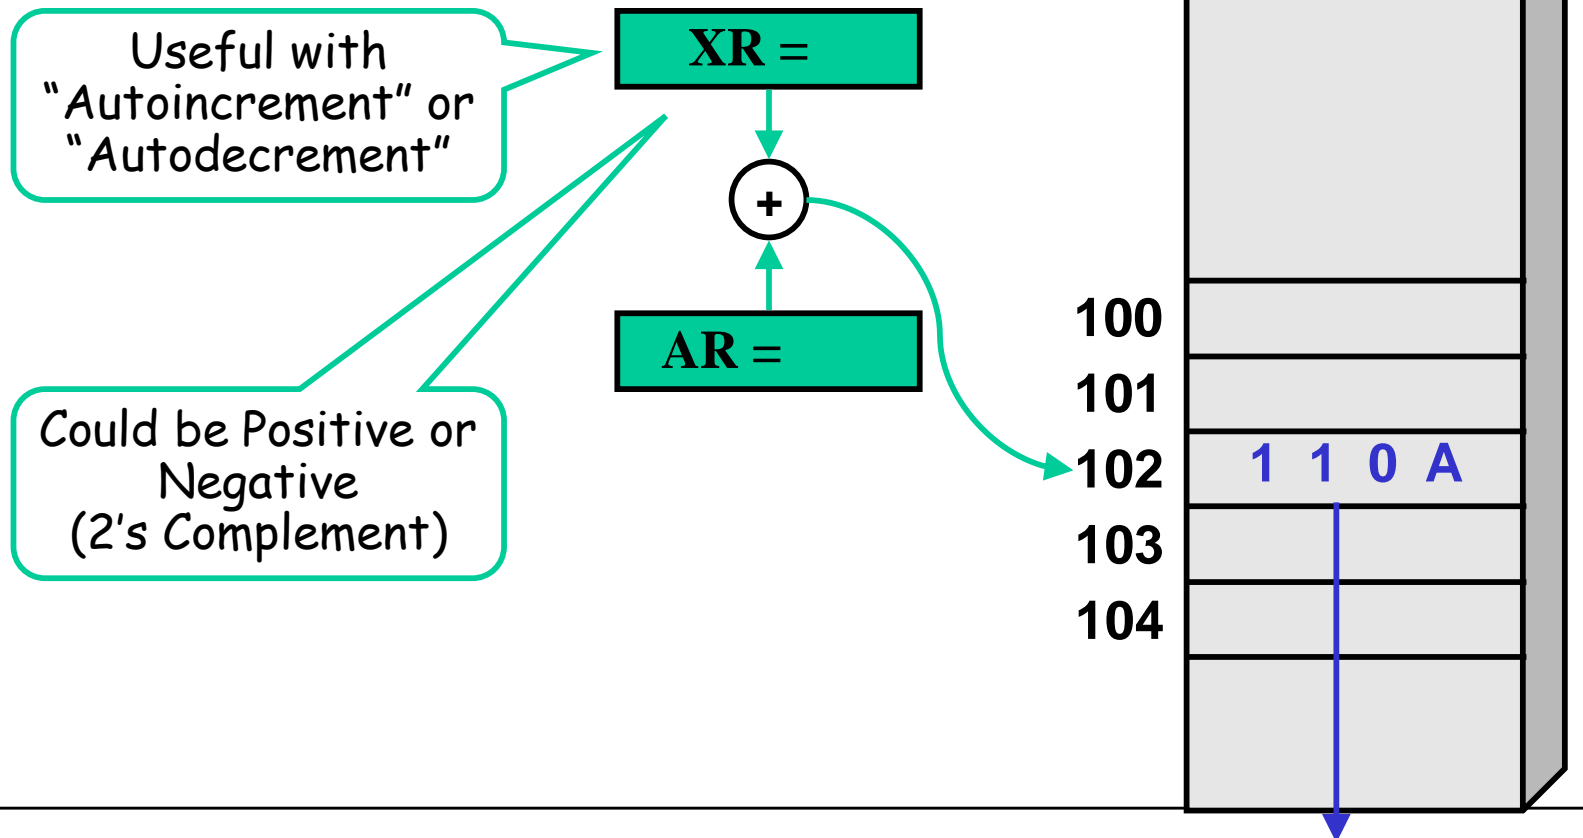 Useful with
“Autoincrement” or
“Autodecrement”
XR =
+
AR =
Could be Positive or
Negative
(2’s Complement)
100
101
102 1 1 0 A
103
104